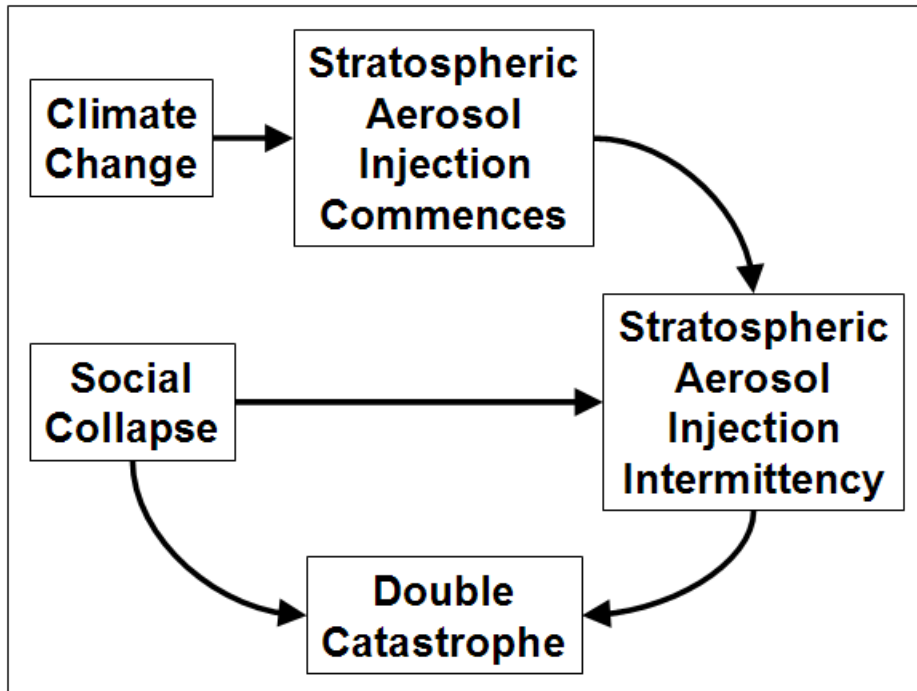 Climate
Change
Stratospheric
Aerosol
Injection
Commences
Social
Collapse
Stratospheric
Aerosol
Injection
Intermittency
Double
Catastrophe